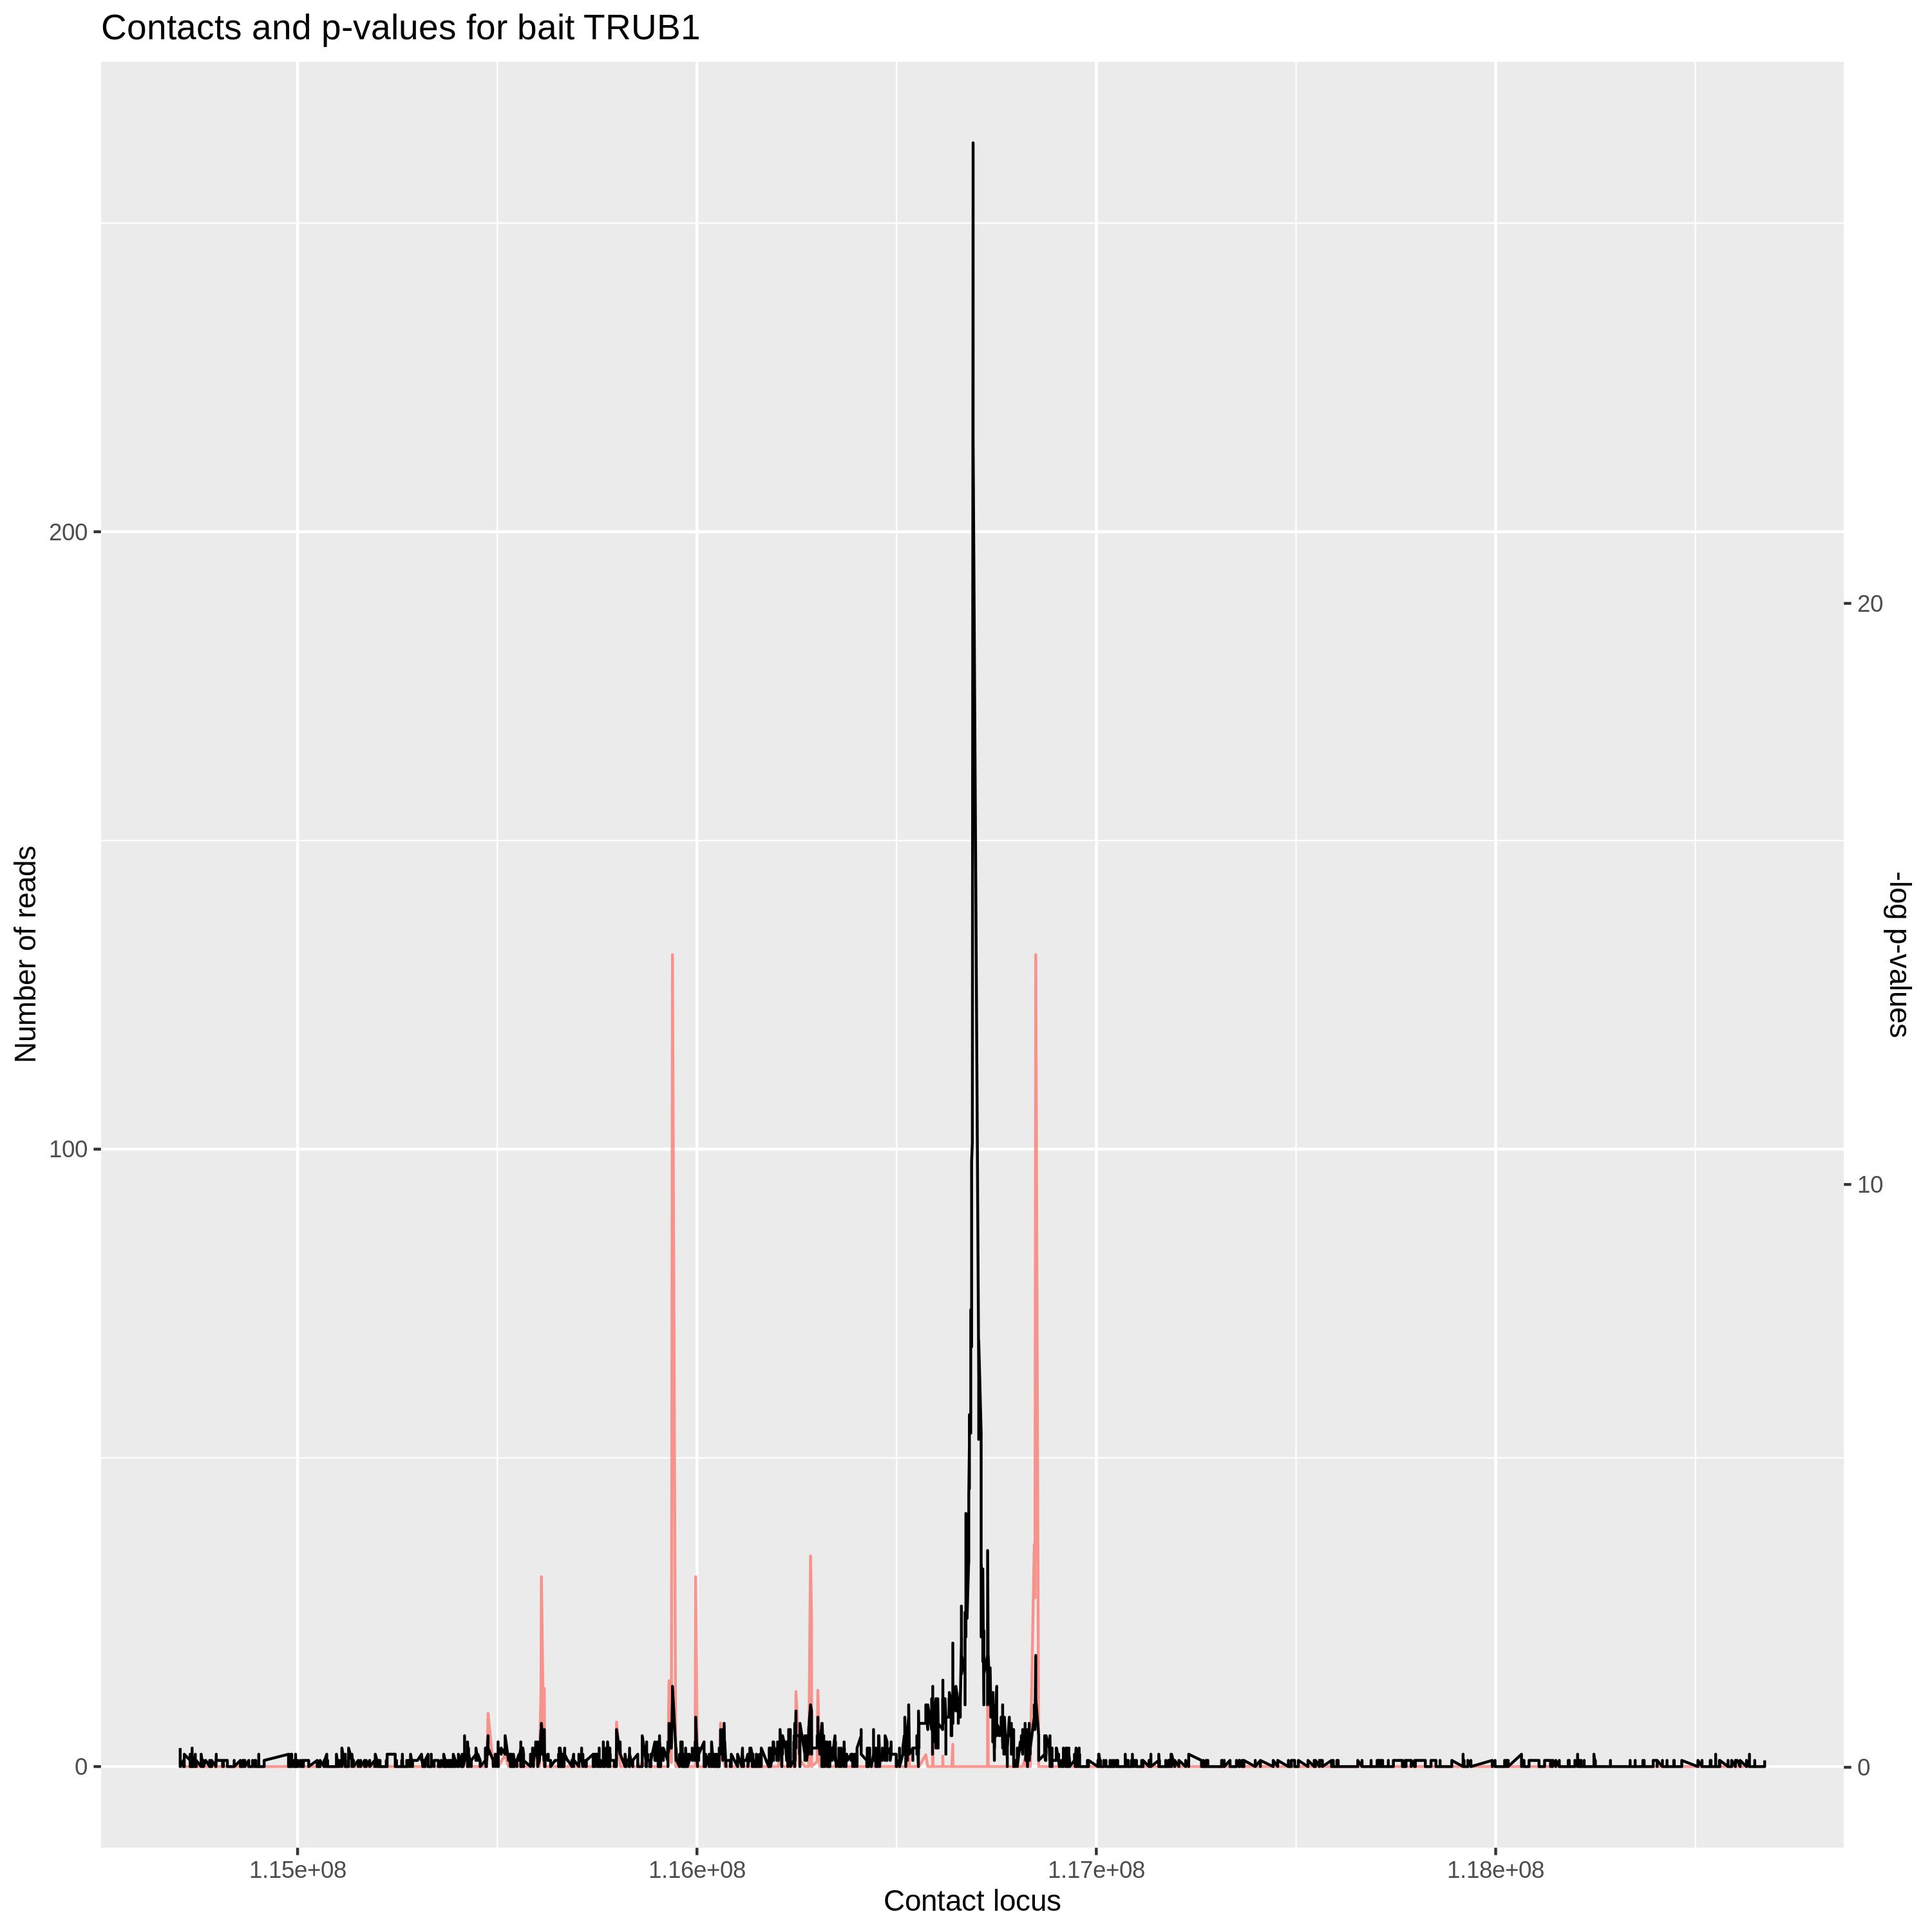 Contacts and p-values for bait TRUB1
Number of reads
200
100
0
20
10
0
-log p-values
1.15e+08
1.16e+08
1.17e+08
1.18e+08
Contact locus